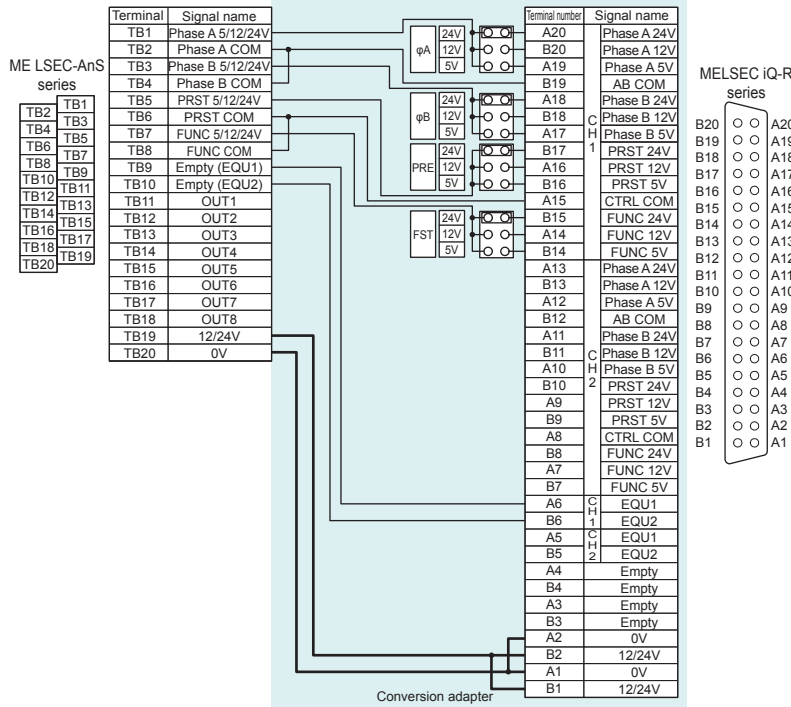 ME LSEC-AnS
series
TB2 TB1
TB4 TB3
TB6 TB5
TB8 TB7
TB10 TB9
TB12 TB11
TB14 TB13
TB16 TB15
TB18 TB17
TB20 TB19
Terminal Signal name
TB1 Phase A 5/12/24V
TB2 Phase A COM
TB3 Phase B 5/12/24V
TB4 Phase B COM
TB5 PRST 5/12/24V
TB6 PRST COM
TB7 FUNC 5/12/24V
TB8 FUNC COM
TB9 Empty (EQU1)
TB10 Empty (EQU2)
TB11 OUT1
TB12 OUT2
TB13 OUT3
TB14 OUT4
TB15 OUT5
TB16 OUT6
TB17 OUT7
TB18 OUT8
TB19 12/24V
TB20 0V
φA
24V
12V
5V
φB
24V
12V
5V
PRE
24V
12V
5V
FST
24V
12V
5V
Conversion adapter
Terminal number Signal name
CH1
A20 Phase A 24V
B20 Phase A 12V
A19 Phase A 5V
B19 AB COM
A18 Phase B 24V
B18 Phase B 12V
A17 Phase B 5V
B17 PRST 24V
A16 PRST 12V
B16 PRST 5V
A15 CTRL COM
B15 FUNC 24V
A14 FUNC 12V
B14 FUNC 5V
CH2
A13 Phase A 24V
B13 Phase A 12V
A12 Phase A 5V
B12 AB COM
A11 Phase B 24V
B11 Phase B 12V
A10 Phase B 5V
B10 PRST 24V
A9 PRST 12V
B9 PRST 5V
A8 CTRL COM
B8 FUNC 24V
A7 FUNC 12V
B7 FUNC 5V
CH1
A6 EQU1
B6 EQU2
CH2
A5 EQU1
B5 EQU2
A4 Empty
B4 Empty
A3 Empty
B3 Empty
A2 0V
B2 12/24V
A1 0V
B1 12/24V
MELSEC iQ-R
series
B20 A20
B19 A19
B18 A18
B17 A17
B16 A16
B15 A15
B14 A14
B13 A13
B12 A12
B11 A11
B10 A10
B9 A9
B8 A8
B7 A7
B6 A6
B5 A5
B4 A4
B3 A3
B2 A2
B1 A1